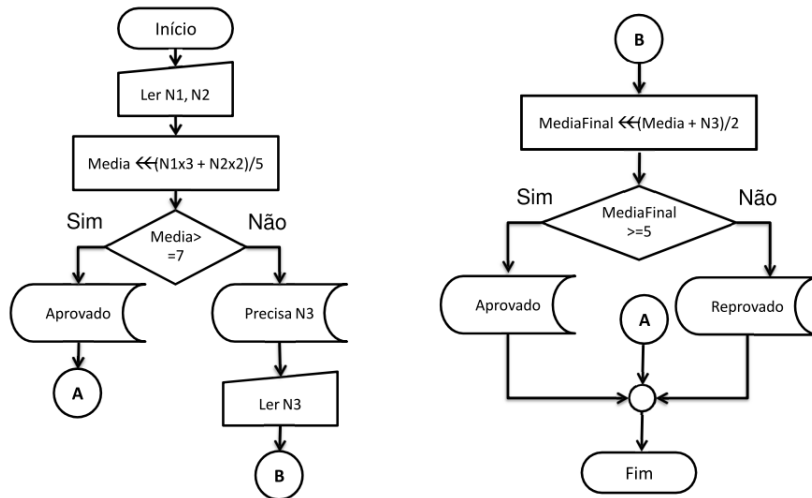 Início
Ler N1, N2
Media ⬻(N1x3 + N2x2)/5
Sim
Não
Media>
=7
Aprovado
Precisa N3
A
Ler N3
B
B
MediaFinal ⬻(Media + N3)/2
Sim
Não
MediaFinal
>=5
Aprovado
A
Reprovado
Fim